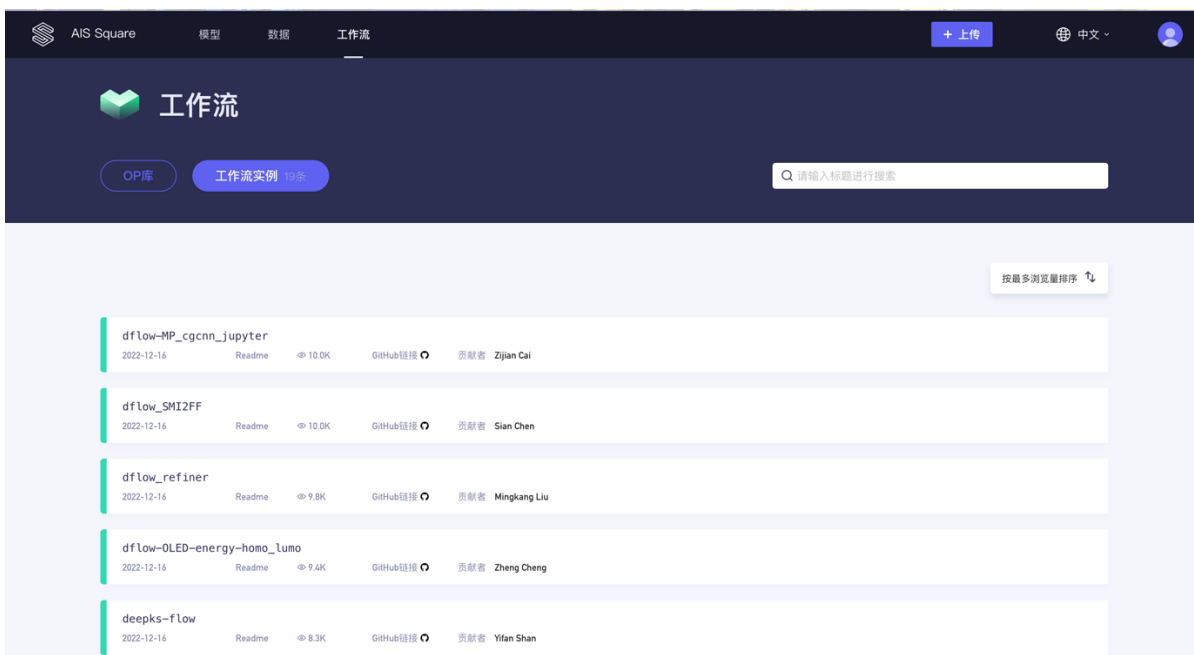 AIS Square 模型 数据 工作流 + 上传 中文
工作流
OP库 工作流实例 19条 请输入标题进行搜索
按最多浏览量排序
dflow-MP_cgcnn_jupyter
2022-12-16 Readme 10.0K GitHub链接 贡献者 Zijian Cai
dflow_SMI2FF
2022-12-16 Readme 10.0K GitHub链接 贡献者 Sian Chen
dflow_refiner
2022-12-16 Readme 9.8K GitHub链接 贡献者 Mingkang Liu
dflow-OLED-energy-homo_lumo
2022-12-16 Readme 9.4K GitHub链接 贡献者 Zheng Cheng
deepks-flow
2022-12-16 Readme 8.3K GitHub链接 贡献者 Yifan Shan